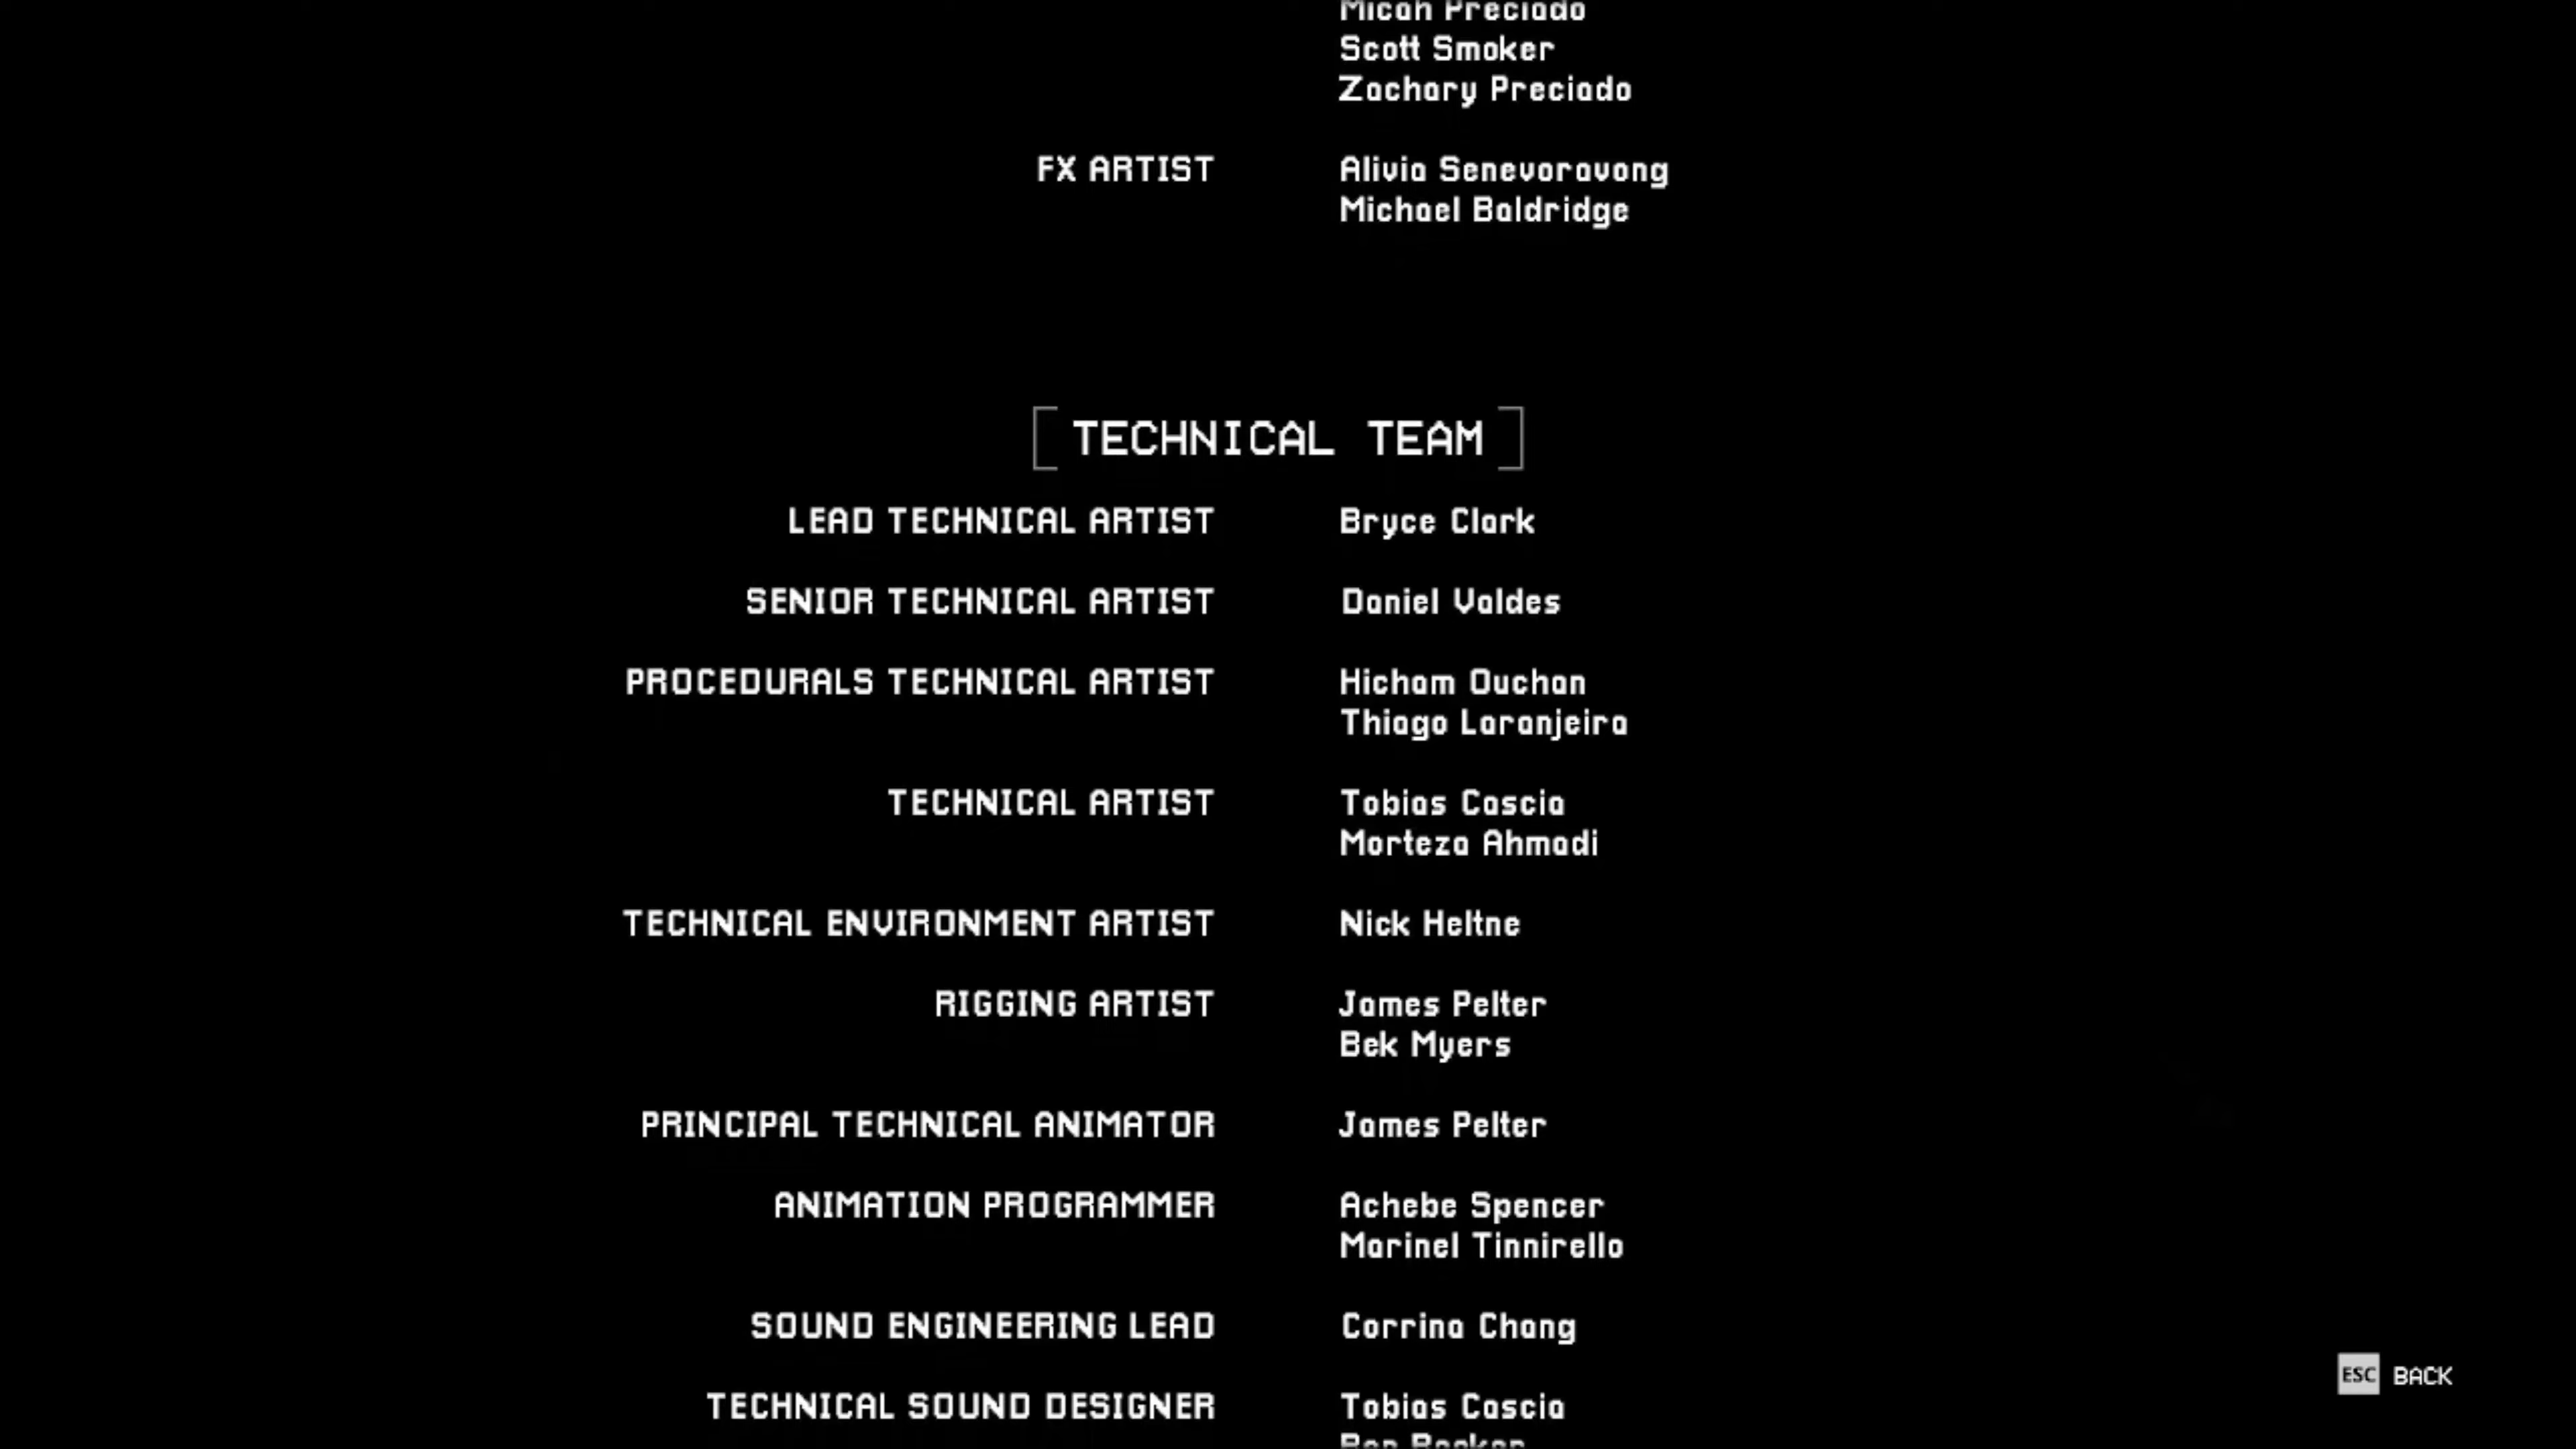 Micah Preciado
Scott Smoker
Zachary Preciado
FX ARTIST Alivia Senevoravong
Michael Baldridge
TECHNICAL TEAM
LEAD TECHNICAL ARTIST Bryce Clark
SENIOR TECHNICAL ARTIST Daniel Valdes
PROCEDURALS TECHNICAL ARTIST Hicham Ouchan
Thiago Laranjeira
TECHNICAL ARTIST Tobias Cascia
Morteza Ahmadi
TECHNICAL ENVIRONMENT ARTIST Nick Heltne
RIGGING ARTIST James Pelter
Bek Myers
PRINCIPAL TECHNICAL ANIMATOR James Pelter
ANIMATION PROGRAMMER Achebe Spencer
Marinel Tinnirello
SOUND ENGINEERING LEAD Corrina Chang
ESC BACK
TECHNICAL SOUND DESIGNER Tobias Cascia